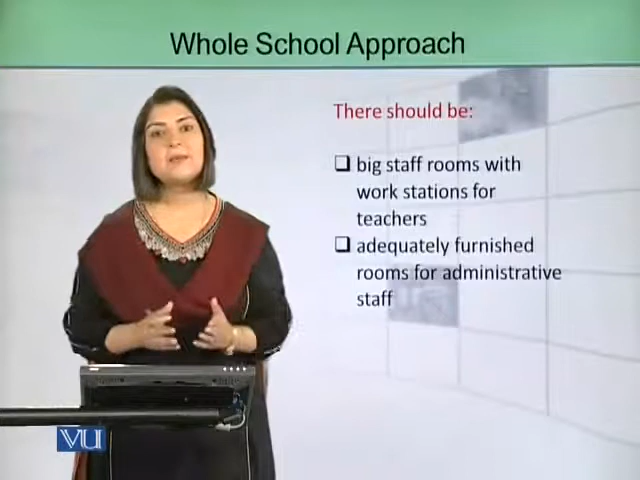 Whole School Approach
There should be:
big staff rooms with
work stations for
teachers
adequately furnished
rooms for administrative
staff
VU